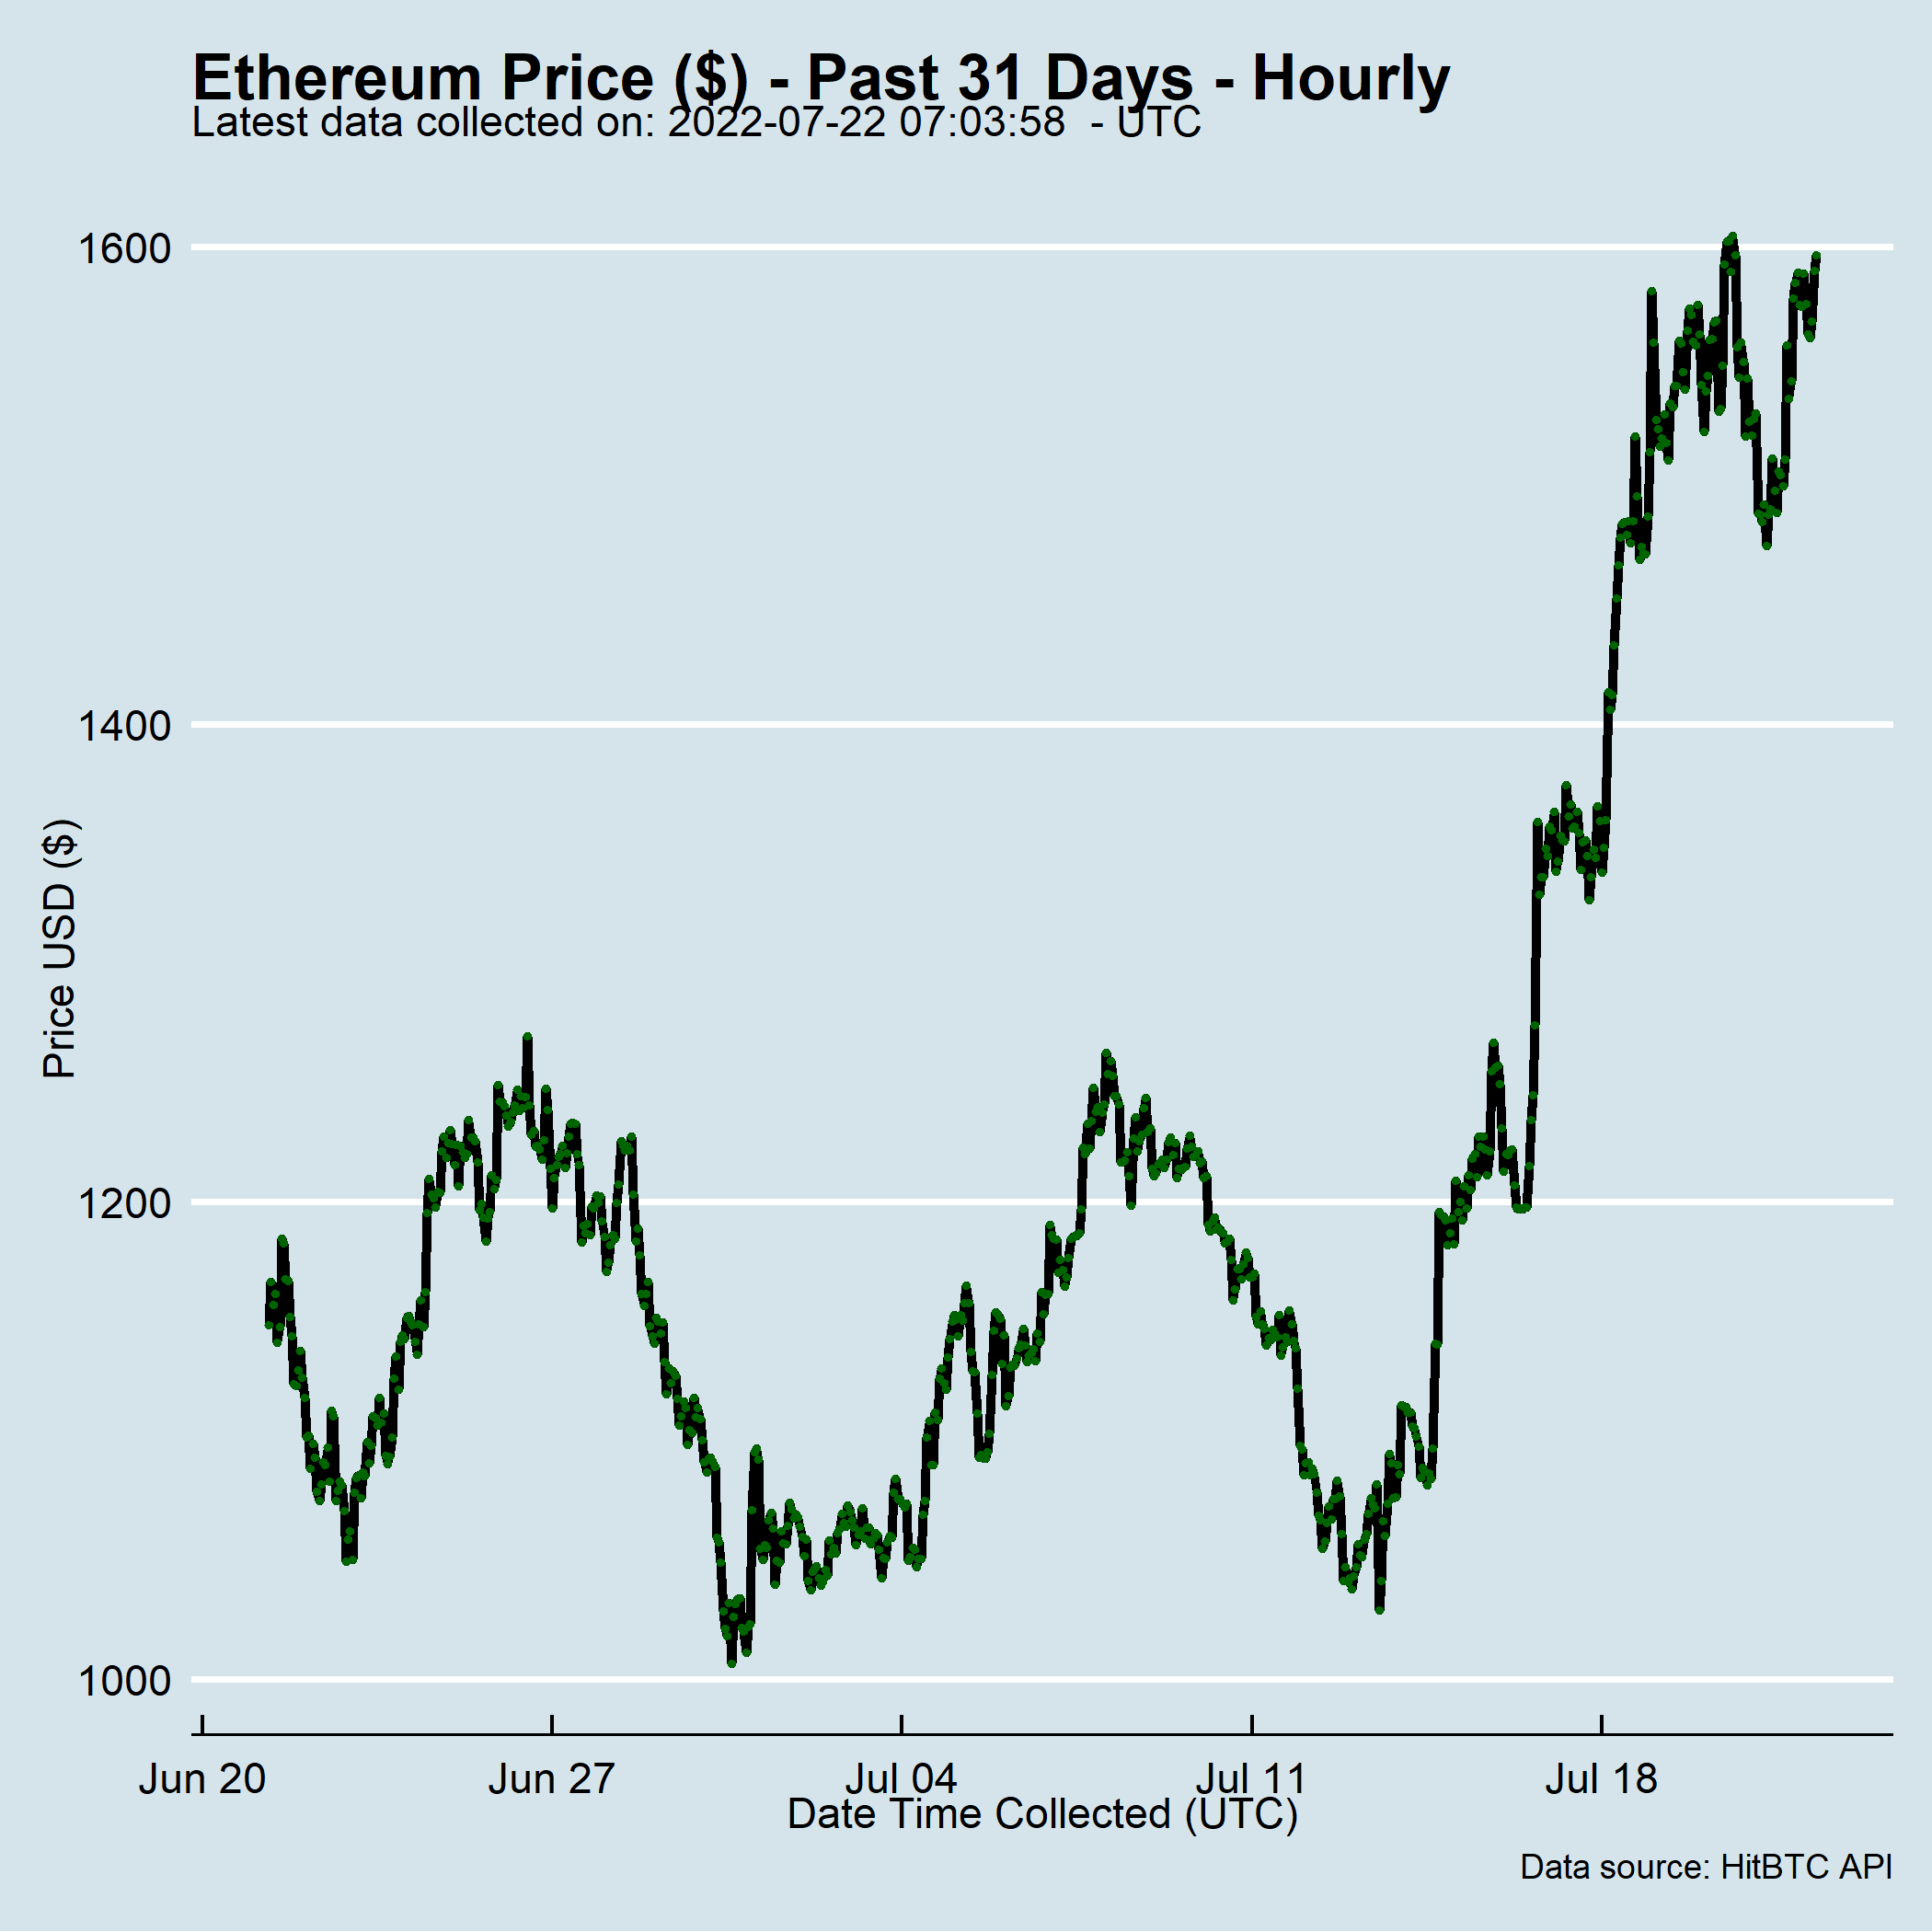 Ethereum Price ($) - Past 31 Days - Hourly
Latest data collected on: 2022-07-22 07:03:58  - UTC
1600
1400
1200
1000
Price USD ($)
Jun 20 Jun 27 Jul 04 Jul 11 Jul 18
Date Time Collected (UTC)
Data source: HitBTC API